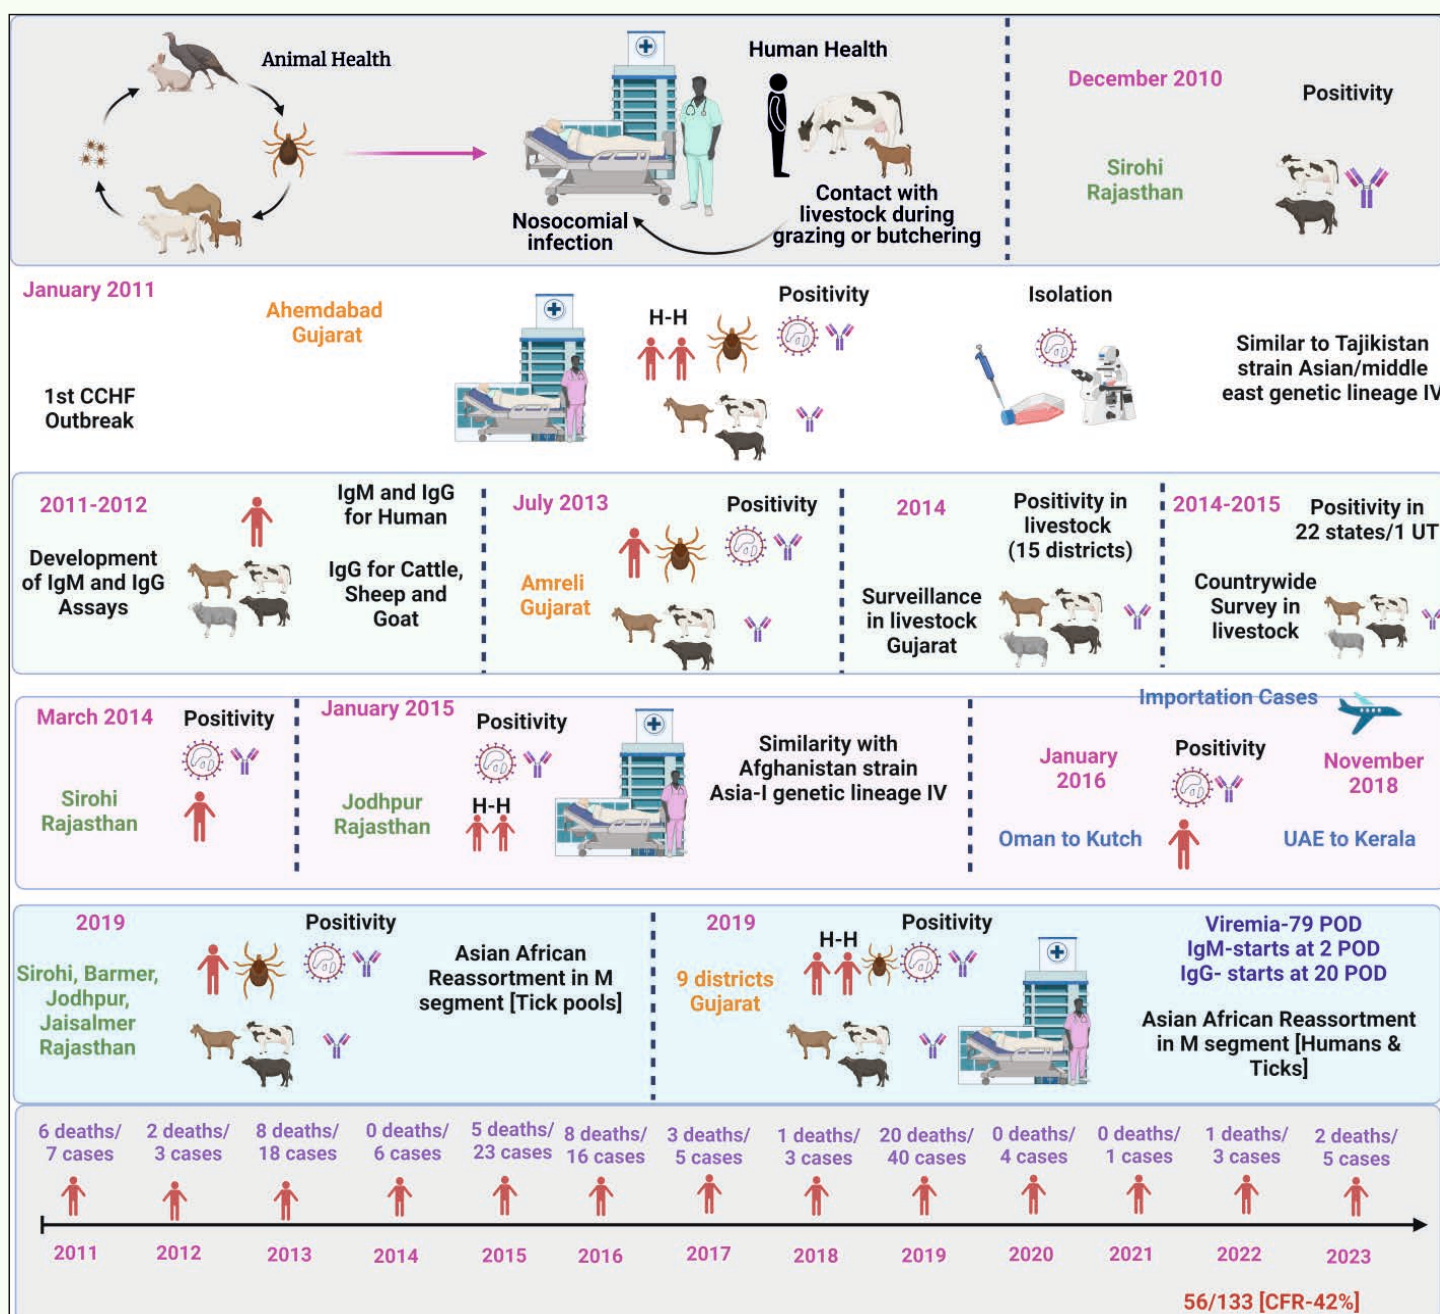 Animal Health
Human Health
Nosocomial
infection
Contact with
livestock during
grazing or butchering
December 2010
Positivity
Sirohi
Rajasthan
January 2011
Ahemdabad
Gujarat
1st CCHF
Outbreak
H-H
Positivity
Isolation
Similar to Tajikistan
strain Asian/middle
east genetic lineage IV
2011-2012
Development
of IgM and IgG
Assays
IgM and IgG
for Human
IgG for Cattle,
Sheep and
Goat
July 2013
Positivity
Amreli
Gujarat
2014
Positivity in
livestock
(15 districts)
Surveillance
in livestock
Gujarat
2014-2015
Positivity in
22 states/1 UT
Countrywide
Survey in
livestock
March 2014
Positivity
Sirohi
Rajasthan
January 2015
Positivity
Jodhpur
Rajasthan
H-H
Similarity with
Afghanistan strain
Asia-I genetic lineage IV
Importation Cases
January
2016
Positivity
November
2018
Oman to Kutch
UAE to Kerala
2019
Positivity
Sirohi, Barmer,
Jodhpur,
Jaisalmer
Rajasthan
Asian African
Reassortment in M
segment [Tick pools]
2019
H-H
Positivity
9 districts
Gujarat
Viremia-79 POD
IgM-starts at 2 POD
IgG- starts at 20 POD
Asian African Reassortment
in M segment [Humans &
Ticks]
6 deaths/
7 cases
2 deaths/
3 cases
8 deaths/
18 cases
0 deaths/
6 cases
5 deaths/
23 cases
8 deaths/
16 cases
3 deaths/
5 cases
1 deaths/
3 cases
20 deaths/
40 cases
0 deaths/
4 cases
0 deaths/
1 cases
1 deaths/
3 cases
2 deaths/
5 cases
2011
2012
2013
2014
2015
2016
2017
2018
2019
2020
2021
2022
2023
56/133 [CFR-42%]